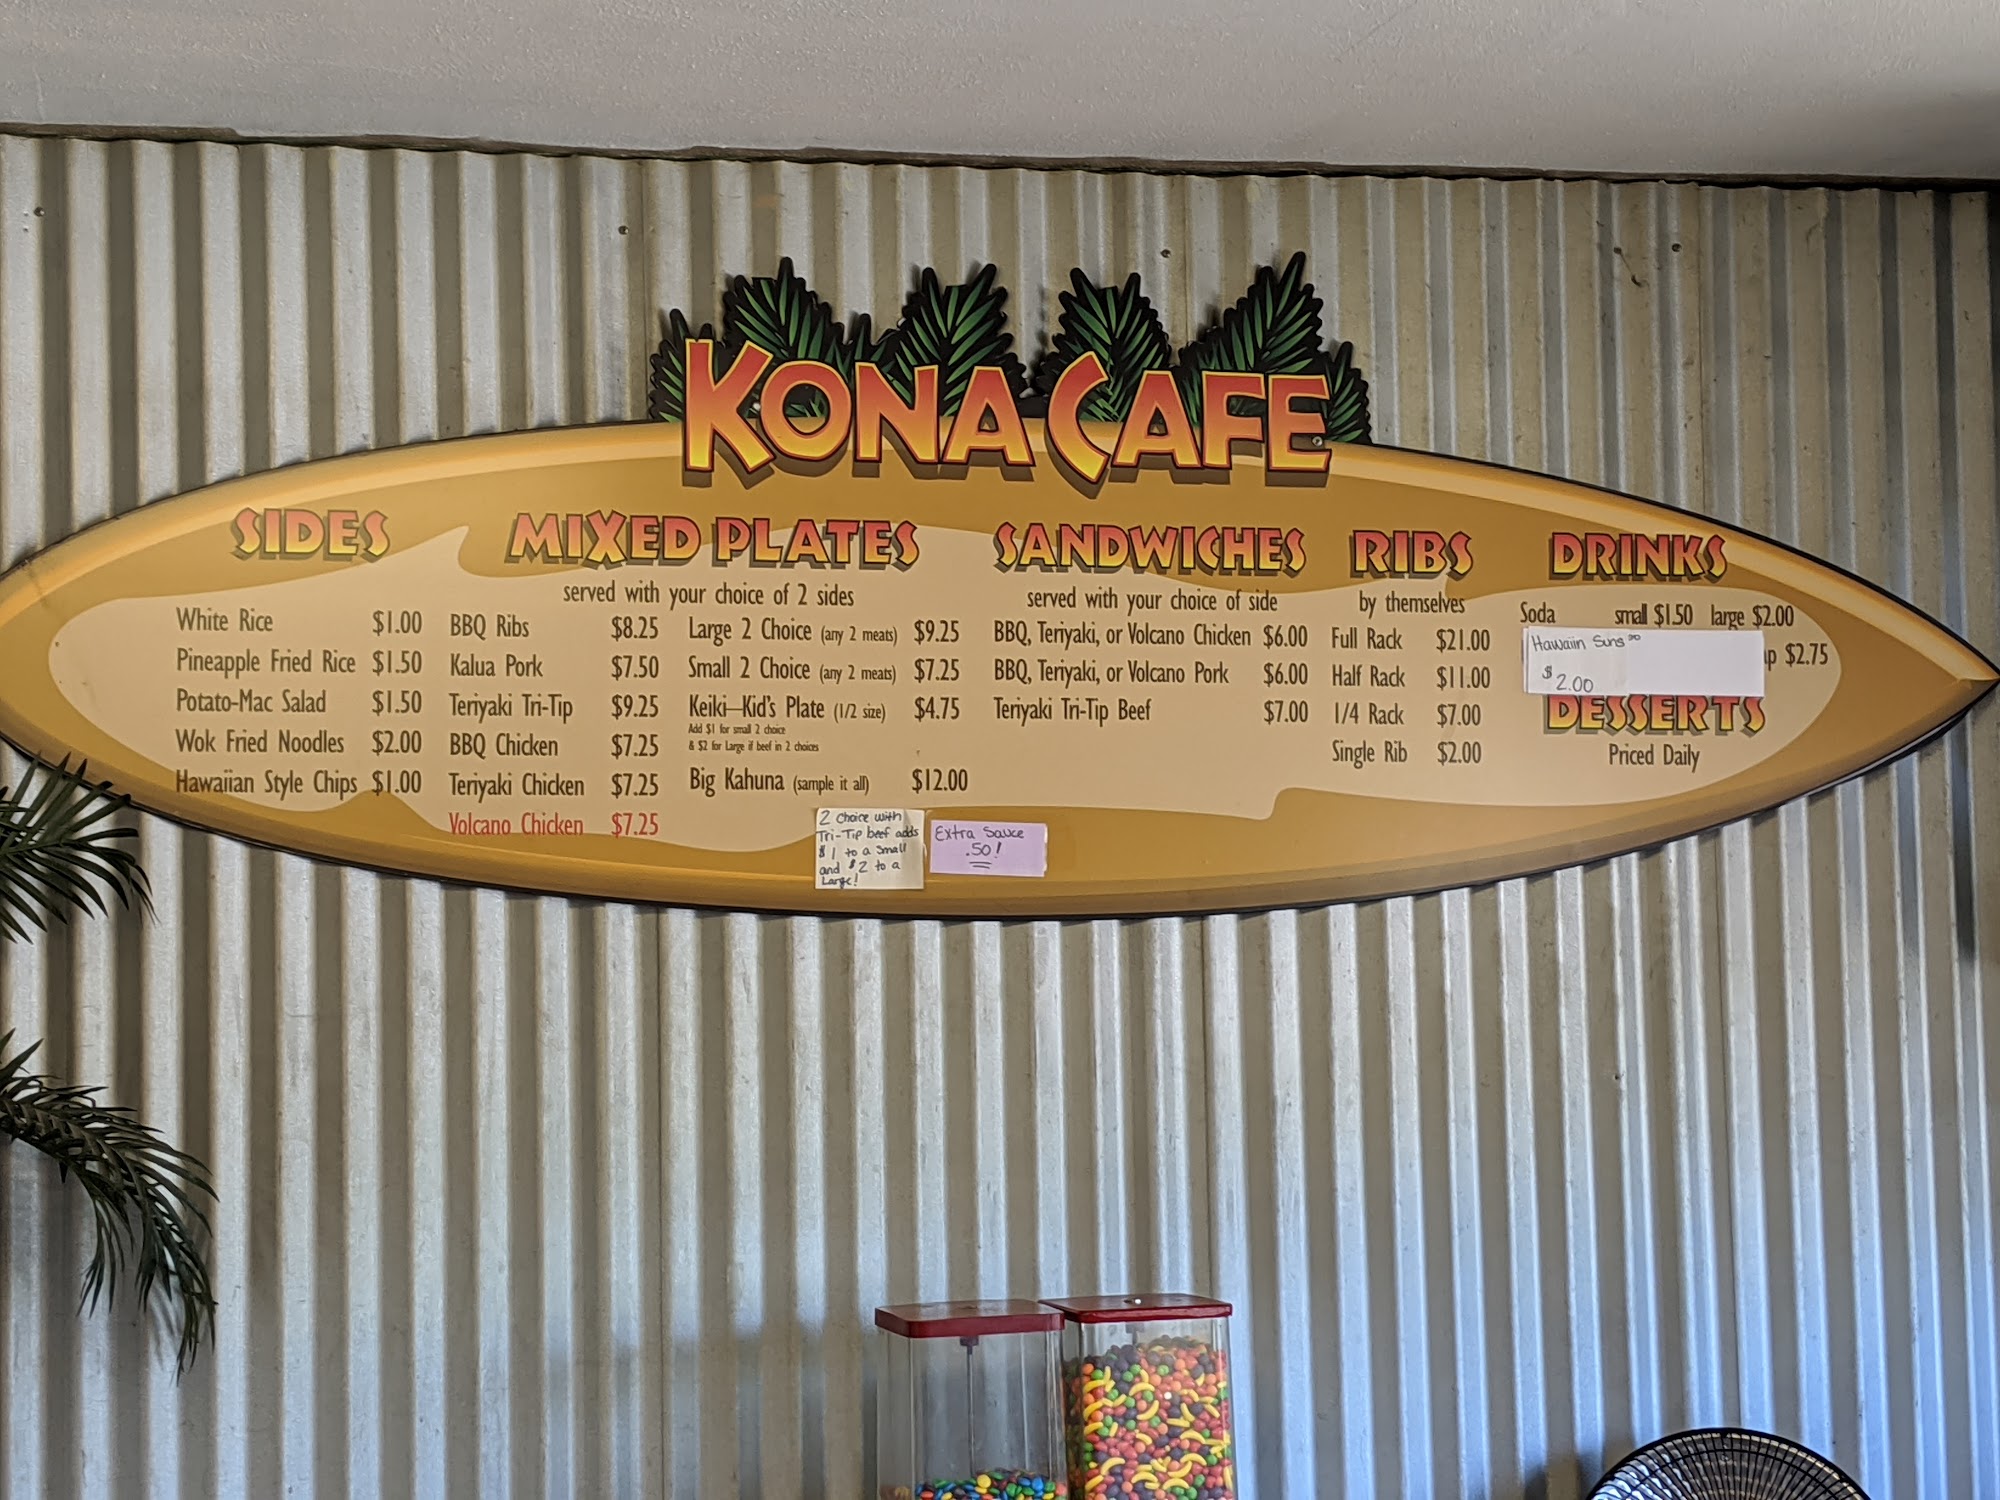 KONA CAFE
SIDES
White Rice $1.00
Pineapple Fried Rice $1.50
Potato-Mac Salad $1.50
Wok Fried Noodles $2.00
Hawaiian Style Chips $1.00
MIXED PLATES
served with your choice of 2 sides
BBQ Ribs $8.25
Kalua Pork $7.50
Teriyaki Tri-Tip $9.25
BBQ Chicken $7.25
Teriyaki Chicken $7.25
Volcano Chicken $7.25
Large 2 Choice (any 2 meats) $9.25
Small 2 Choice (any 2 meats) $7.25
Keiki—Kid's Plate (1/2 size) $4.75
Add $1 for small 2 choice
& $2 for Large if beef in 2 choices
Big Kahuna (sample it all) $12.00
2 choice with
Tri-Tip beef adds
$1 to a small
and $2 to a
Large!
Extra Sauce
.50!
SANDWICHES
served with your choice of side
BBQ, Teriyaki, or Volcano Chicken $6.00
BBQ, Teriyaki, or Volcano Pork $6.00
Teriyaki Tri-Tip Beef $7.00
RIBS
by themselves
Full Rack $21.00
Half Rack $11.00
1/4 Rack $7.00
Single Rib $2.00
DRINKS
Soda small $1.50 large $2.00
Hawaiin Suns
$2.00
$2.75
DESSERTS
Priced Daily